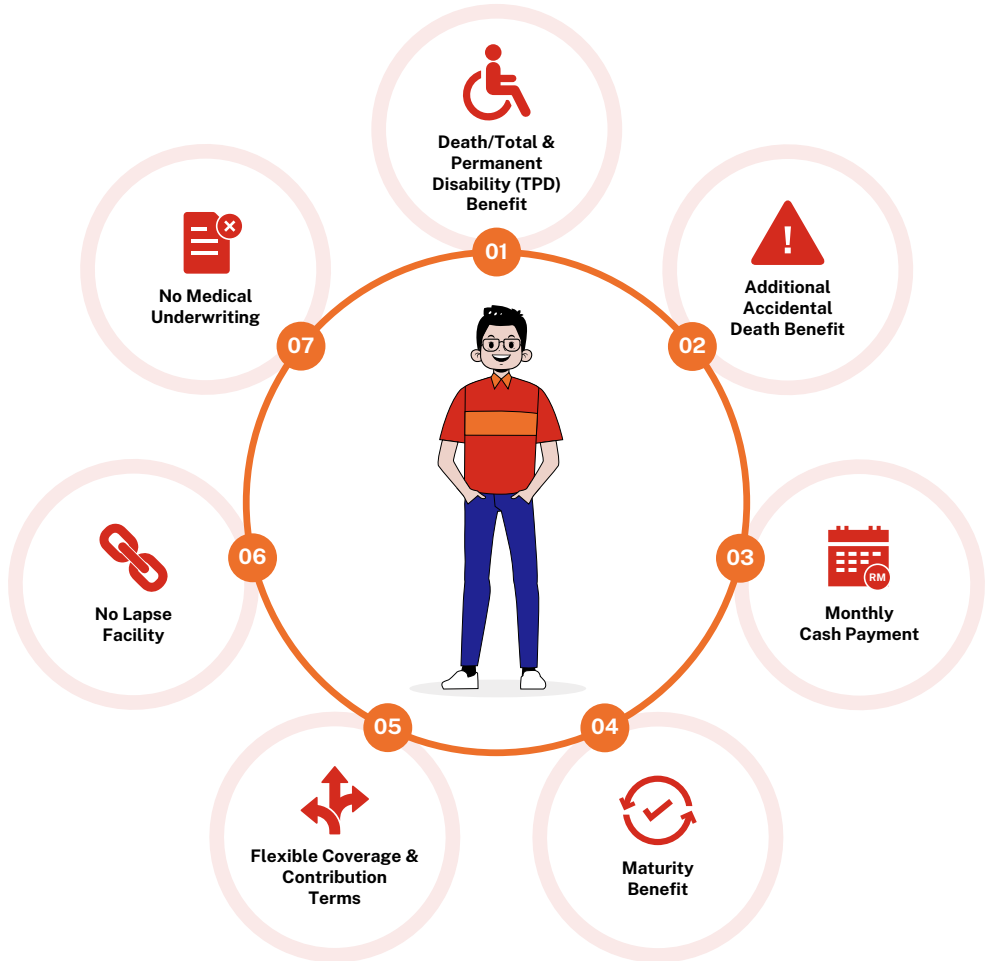 Death/Total &
Permanent
Disability (TPD)
Benefit
01
!
Additional
Accidental
Death Benefit
02
RM
Monthly
Cash Payment
03
04
Maturity
Benefit
05
Flexible Coverage &
Contribution
Terms
06
No Lapse
Facility
07
No Medical
Underwriting